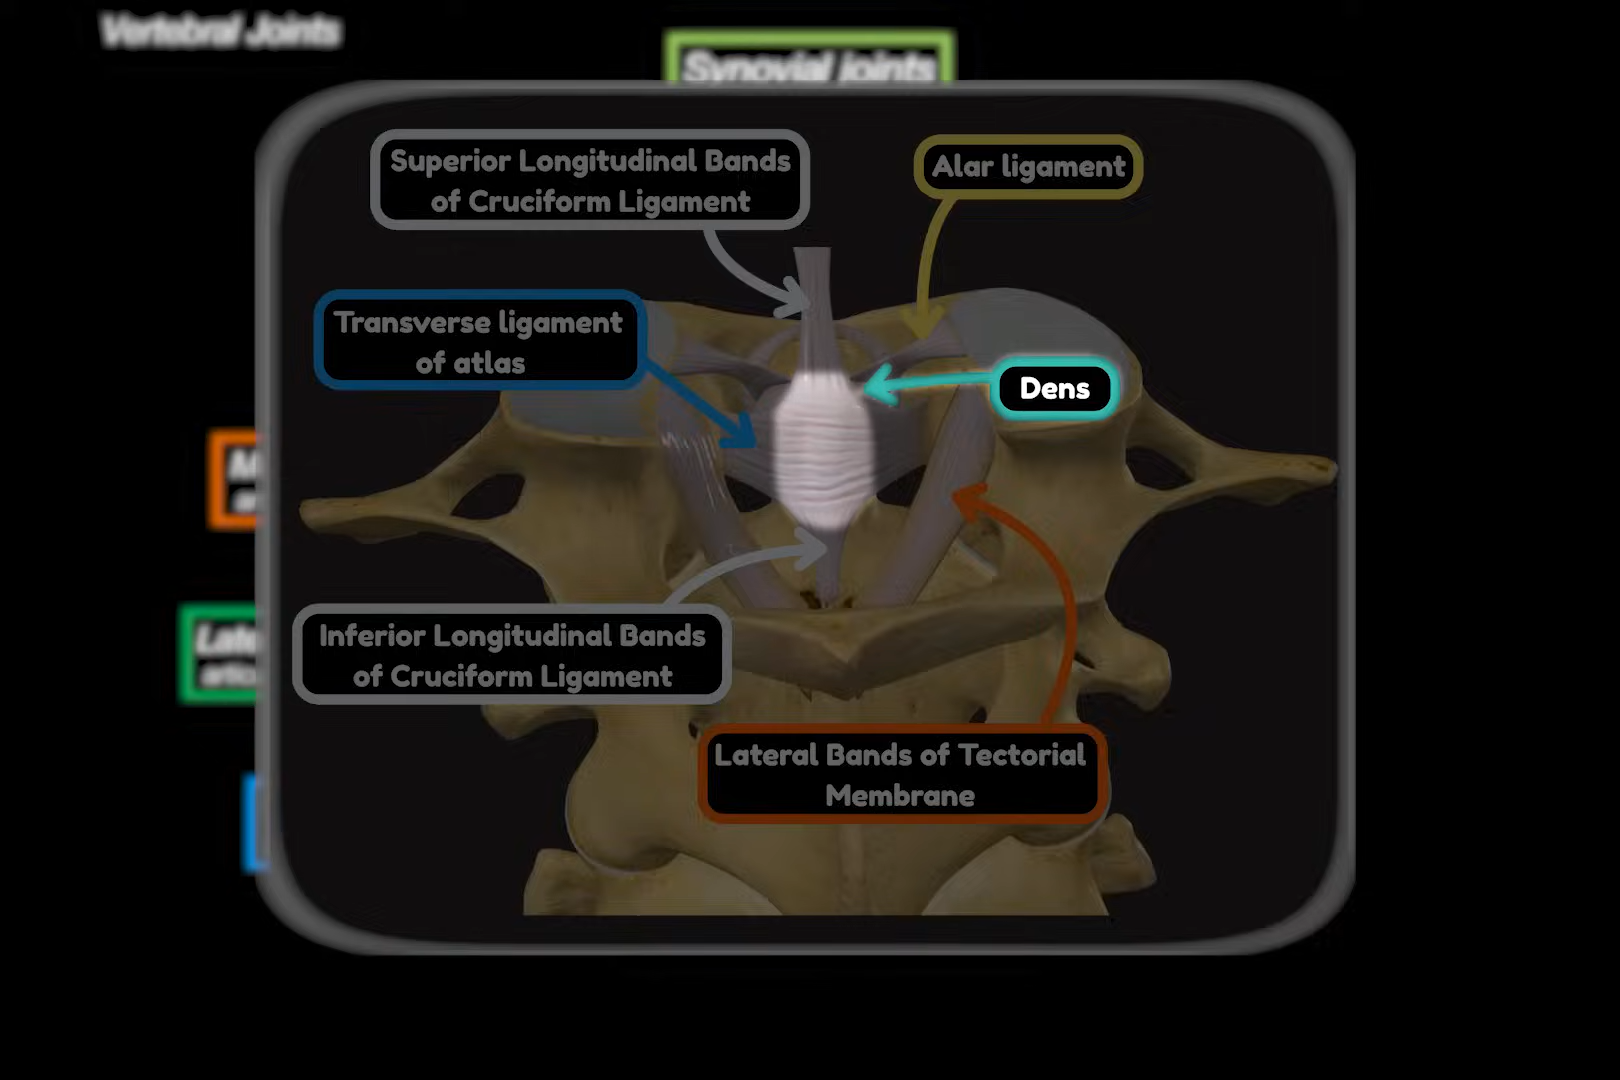 Vertebral Joints
Synovial joints
Superior Longitudinal Bands
of Cruciform Ligament
Alar ligament
Transverse ligament
of atlas
Dens
Inferior Longitudinal Bands
of Cruciform Ligament
Lateral Bands of Tectorial
Membrane